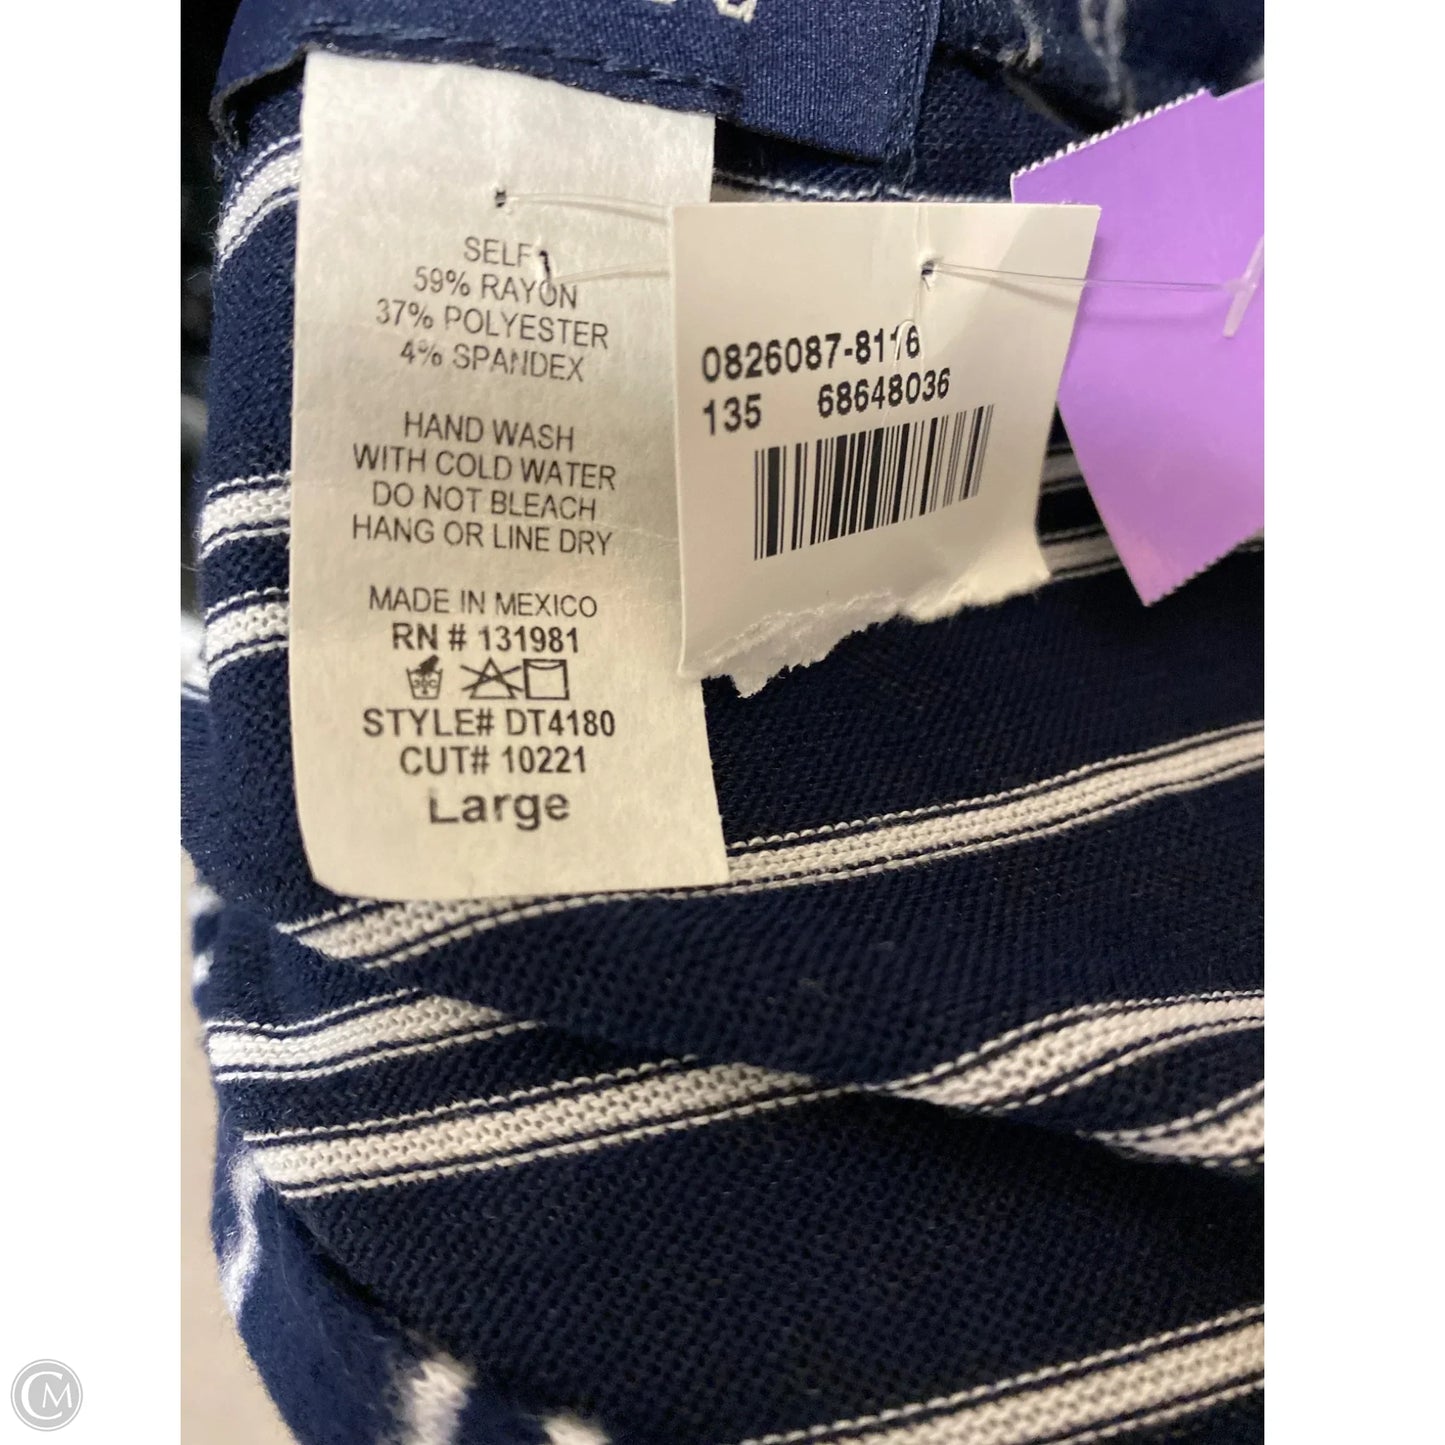 SELF
59% RAYON
37% POLYESTER
4% SPANDEX
HAND WASH
WITH COLD WATER
DO NOT BLEACH
HANG OR LINE DRY
MADE IN MEXICO
RN # 131981
STYLE# DT4180
CUT# 10221
Large
0826087-8116
135 68648036
CM